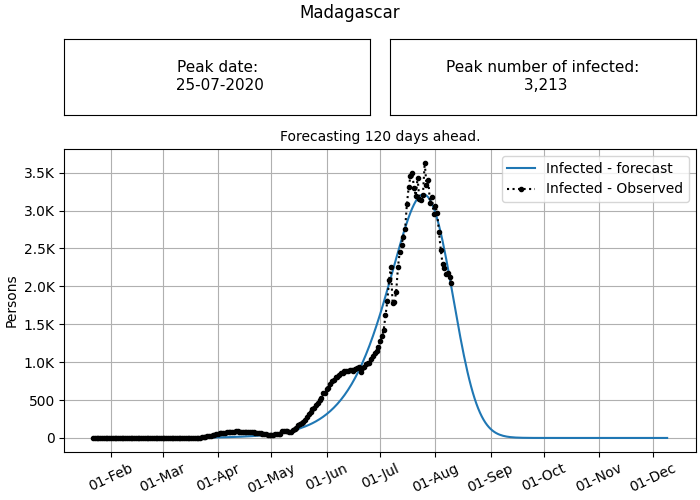 Madagascar
Peak date:
25-07-2020
Peak number of infected:
3,213
Forecasting 120 days ahead.
Infected - forecast
Infected - Observed
3.5K
3.0K
2.5K
2.0K
1.5K
1.0K
500
0
Persons
01-Feb
01-Mar
01-Apr
01-May
01-Jun
01-Jul
01-Aug
01-Sep
01-Oct
01-Nov
01-Dec